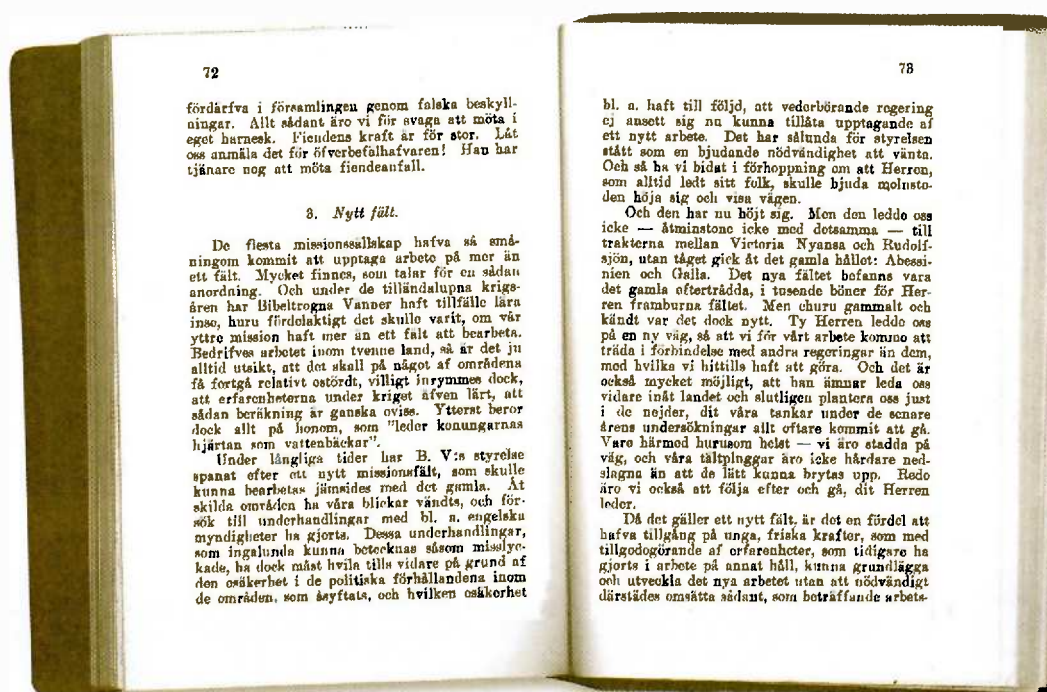 72
fördärfva i församlingen genom falska beskyll-
ningar. Allt sådant äro vi för svaga att möta i
eget harnesk. Fiendens kraft är för stor. Låt
oss anmäla det för öfverbefälhafvaren! Han har
tjänare nog att möta fiendeanfall.
3. Nytt fält.
De flesta missionssällskap hafva så små-
ningom kommit att upptaga arbete på mer än
ett fält. Mycket finnes, som talar för en sådan
anordning. Och under de tilländalupna krigs-
åren har Bibeltrogna Vänner haft tillfälle lära
inse, huru fördelaktigt det skulle varit, om vår
yttre mission haft mer än ett fält att bearbeta.
Bedrifves arbetet inom tvenne land, så är det ju
alltid utsikt, att det skall på något af områdena
få fortgå relativt ostördt, villigt inrymmes dock,
att erfarenheterna under kriget äfven lärt, att
sådan beräkning är ganska oviss. Ytterst beror
dock allt på honom, som "leder konungarnas
hjärtan som vattenbäckar".
Under långliga tider har B. V:s styrelse
spanat efter ett nytt missionsfält, som skulle
kunna bearbetas jämsides med det gamla. Åt
skilda områden ha våra blickar vändts, och för-
sök till underhandlingar med bl. a. engelska
myndigheter ha gjorts. Dessa underhandlingar,
som ingalunda kunna betecknas såsom misslyc-
kade, ha dock måst hvila tills vidare på grund af
den osäkerhet i de politiska förhållandena inom
de områden, som åsyftats, och hvilken osäkerhet
73
bl. a. haft till följd, att vederbörande regering
ej ansett sig nu kunna tillåta upptagande af
ett nytt arbete. Det har sålunda för styrelsen
stått som en bjudande nödvändighet att vänta.
Och så ha vi bidat i förhoppning om att Herren,
som alltid ledt sitt folk, skulle bjuda molnsto-
den höja sig och visa vägen.
Och den har nu höjt sig. Men den ledde oss
icke — åtminstone icke med detsamma — till
trakterna mellan Victoria Nyansa och Rudolf-
sjön, utan tåget gick åt det gamla hållet: Abessi-
nien och Galla. Det nya fältet befanns vara
det gamla efterträdda, i tusende böner för Her-
ren framburna fältet. Men ehuru gammalt och
kändt var det dock nytt. Ty Herren ledde oss
på en ny väg, så att vi för vårt arbete kommo att
träda i förbindelse med andra regeringar än dem,
med hvilka vi hittills haft att göra. Och det är
också mycket möjligt, att han ämnar leda oss
vidare inåt landet och slutligen plantera oss just
i de nejder, dit våra tankar under de senare
årens undersökningar allt oftare kommit att gå.
Vare härmed hurusom helst — vi äro stadda på
väg, och våra tältpluggar äro icke hårdare ned-
slagna än att de lätt kunna brytas upp. Redo
äro vi också att följa efter och gå, dit Herren
leder.
Då det gäller ett nytt fält, är det en fördel att
hafva tillgång på unga, friska krafter, som med
tillgodogörande af erfarenheter, som tidigare ha
gjorts i arbete på annat håll, kunna grundlägga
och utveckla det nya arbetet utan att nödvändigt
därstädes omsätta sådant, som beträffande arbets-